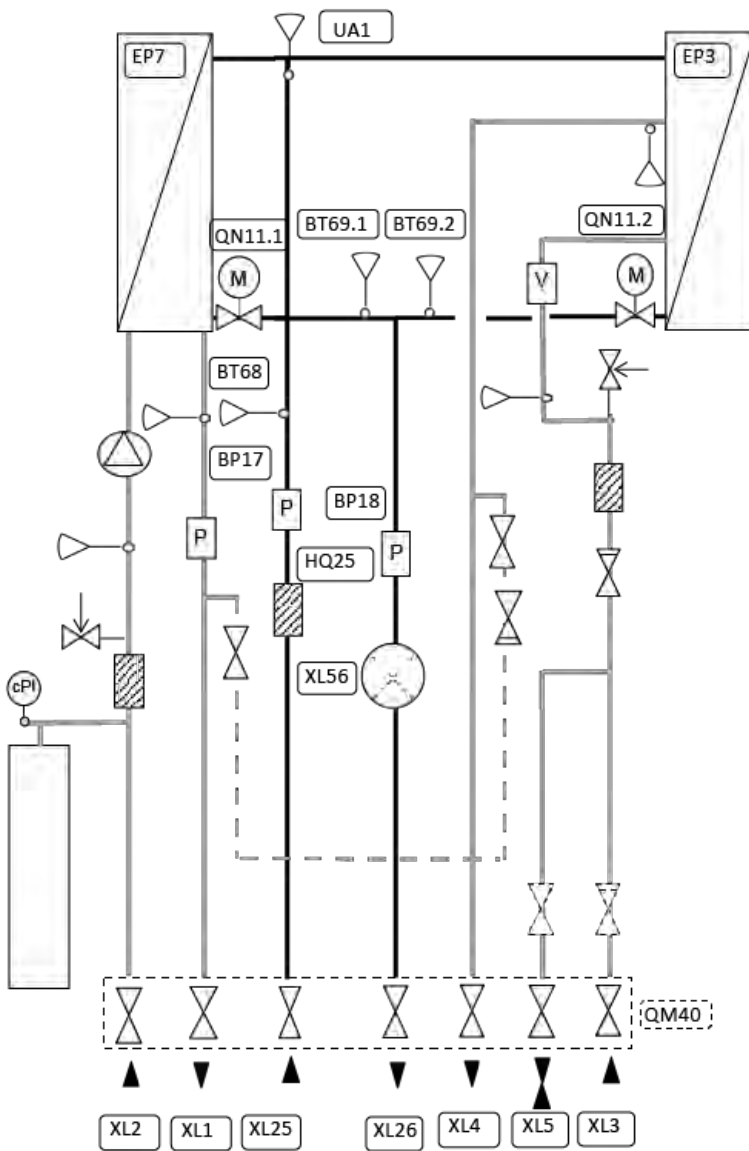 UA1
EP7
EP3
QN11.1
BT69.1
BT69.2
QN11.2
M
V
M
BT68
BP17
P
P
BP18
P
HQ25
XL56
cPI
QM40
XL2
XL1
XL25
XL26
XL4
XL5
XL3